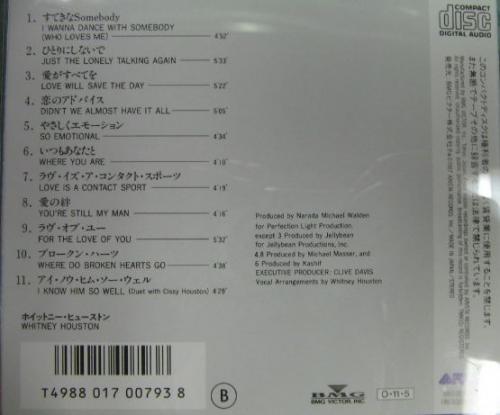 1. すてきなSomebody
I WANNA DANCE WITH SOMEBODY
(WHO LOVES ME) 4'52"
2. ひとりにしないで
JUST THE LONELY TALKING AGAIN 5'33"
3. 愛がすべてを
LOVE WILL SAVE THE DAY 5'22"
4. 恋のアドバイス
DIDN'T WE ALMOST HAVE IT ALL 5'05"
5. やさしくエモーション
SO EMOTIONAL 4'34"
6. いつもあなたと
WHERE YOU ARE 4'10"
7. ラヴ・イズ・ア・コンタクト・スポーツ
LOVE IS A CONTACT SPORT 4'19"
8. 愛の絆
YOU'RE STILL MY MAN 4'16"
9. ラヴ・オブ・ユー
FOR THE LOVE OF YOU 5'32"
10. ブロークン・ハーツ
WHERE DO BROKEN HEARTS GO 4'38"
11. アイ・ノウ・ヒム・ソー・ウェル
I KNOW HIM SO WELL (Duet with Cissy Houston) 4'29"
ホイットニー・ヒューストン
WHITNEY HOUSTON
Produced by Narada Michael Walden
for Perfection Light Production,
except 3 Produced by Jellybean
for Jellybean Productions, Inc.
4.8 Produced by Michael Masser, and
6 Produced by Kashif
EXECUTIVE PRODUCER: CLIVE DAVIS
Vocal Arrangements by Whitney Houston
T4988 017 00793 8
B
BMG
BMG VICTOR, INC.
O-11-5
COMPACT
disc
DIGITAL AUDIO